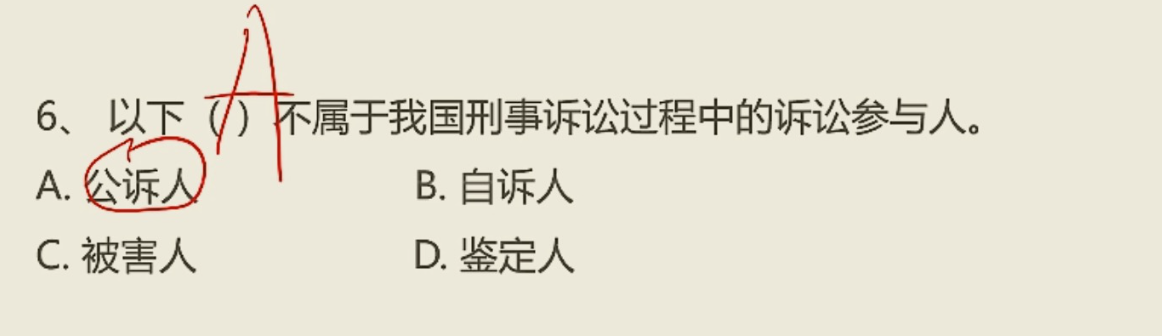 A
6、 以下（ ）不属于我国刑事诉讼过程中的诉讼参与人。
A. 公诉人 B. 自诉人
C. 被害人 D. 鉴定人